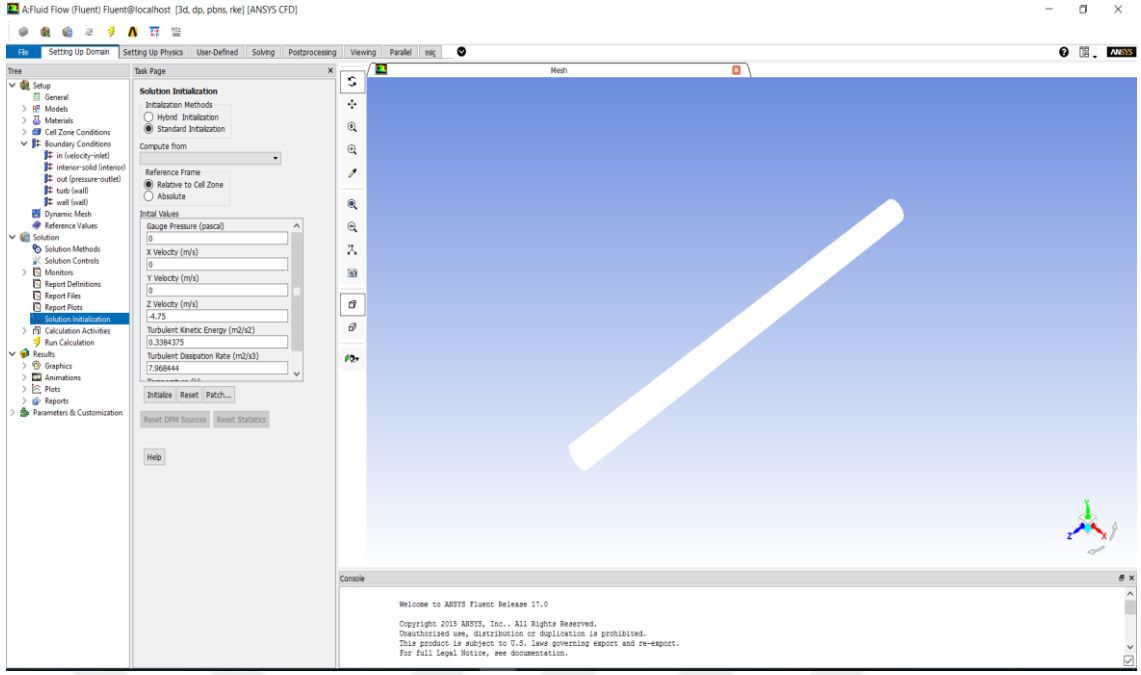 A:Fluid Flow (Fluent) Fluent@localhost [3d, dp, pbns, rke] [ANSYS CFD]
File Setting Up Domain Setting Up Physics User-Defined Solving Postprocessing Viewing Parallel
ANSYS
Tree
Setup
General
Models
Materials
Cell Zone Conditions
Boundary Conditions
in (velocity-inlet)
interior-solid (interior)
out (pressure-outlet)
turb (wall)
wall (wall)
Dynamic Mesh
Reference Values
Solution
Solution Methods
Solution Controls
Monitors
Report Definitions
Report Files
Report Plots
Solution Initialization
Calculation Activities
Run Calculation
Results
Graphics
Animations
Plots
Reports
Parameters & Customization
Task Page
Solution Initialization
Initialization Methods
Hybrid Initialization
Standard Initialization
Compute from
Reference Frame
Relative to Cell Zone
Absolute
Initial Values
Gauge Pressure (pascal)
0
X Velocity (m/s)
0
Y Velocity (m/s)
0
Z Velocity (m/s)
-4.75
Turbulent Kinetic Energy (m2/s2)
0.3384375
Turbulent Dissipation Rate (m2/s3)
7.968444
Initialize Reset Patch...
Reset DPM Sources Reset Statistics
Help
Mesh
Y
Z
X
Console
Welcome to ANSYS Fluent Release 17.0
Copyright 2015 ANSYS, Inc.. All Rights Reserved.
Unauthorized use, distribution or duplication is prohibited.
This product is subject to U.S. laws governing export and re-export.
For full Legal Notice, see documentation.